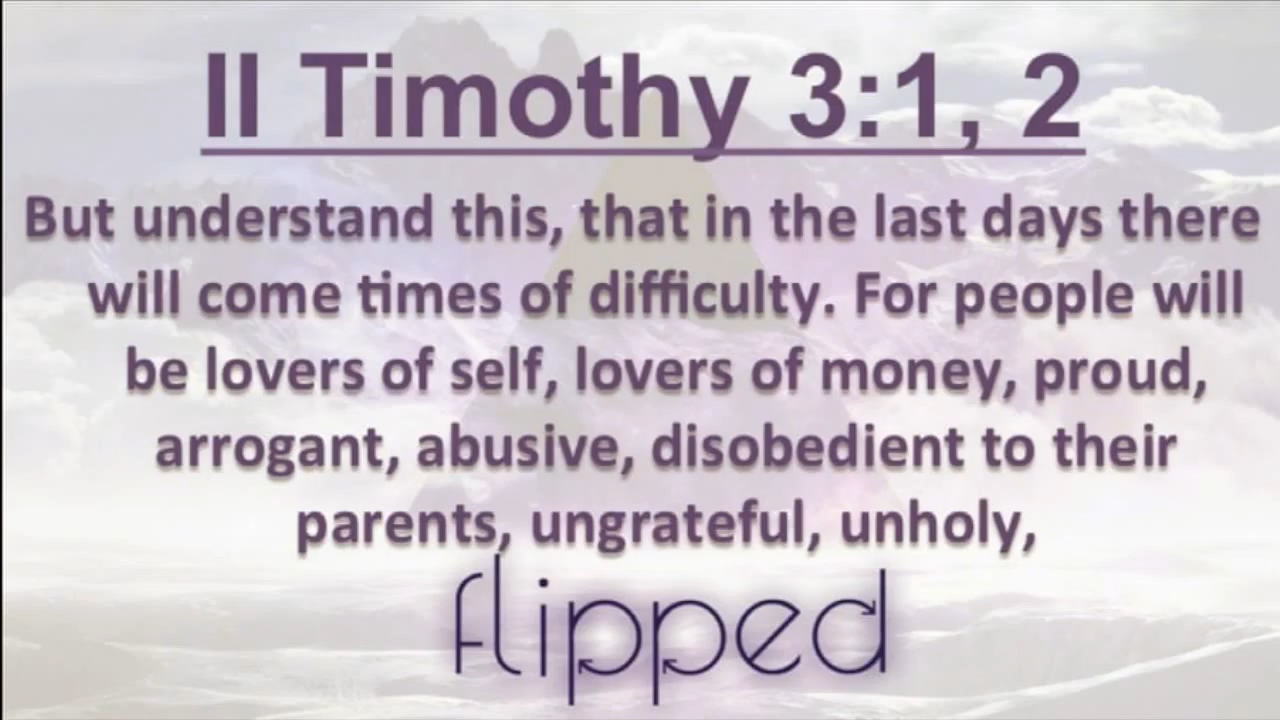 II Timothy 3:1, 2
But understand this, that in the last days there
will come times of difficulty. For people will
be lovers of self, lovers of money, proud,
arrogant, abusive, disobedient to their
parents, ungrateful, unholy,
flipped